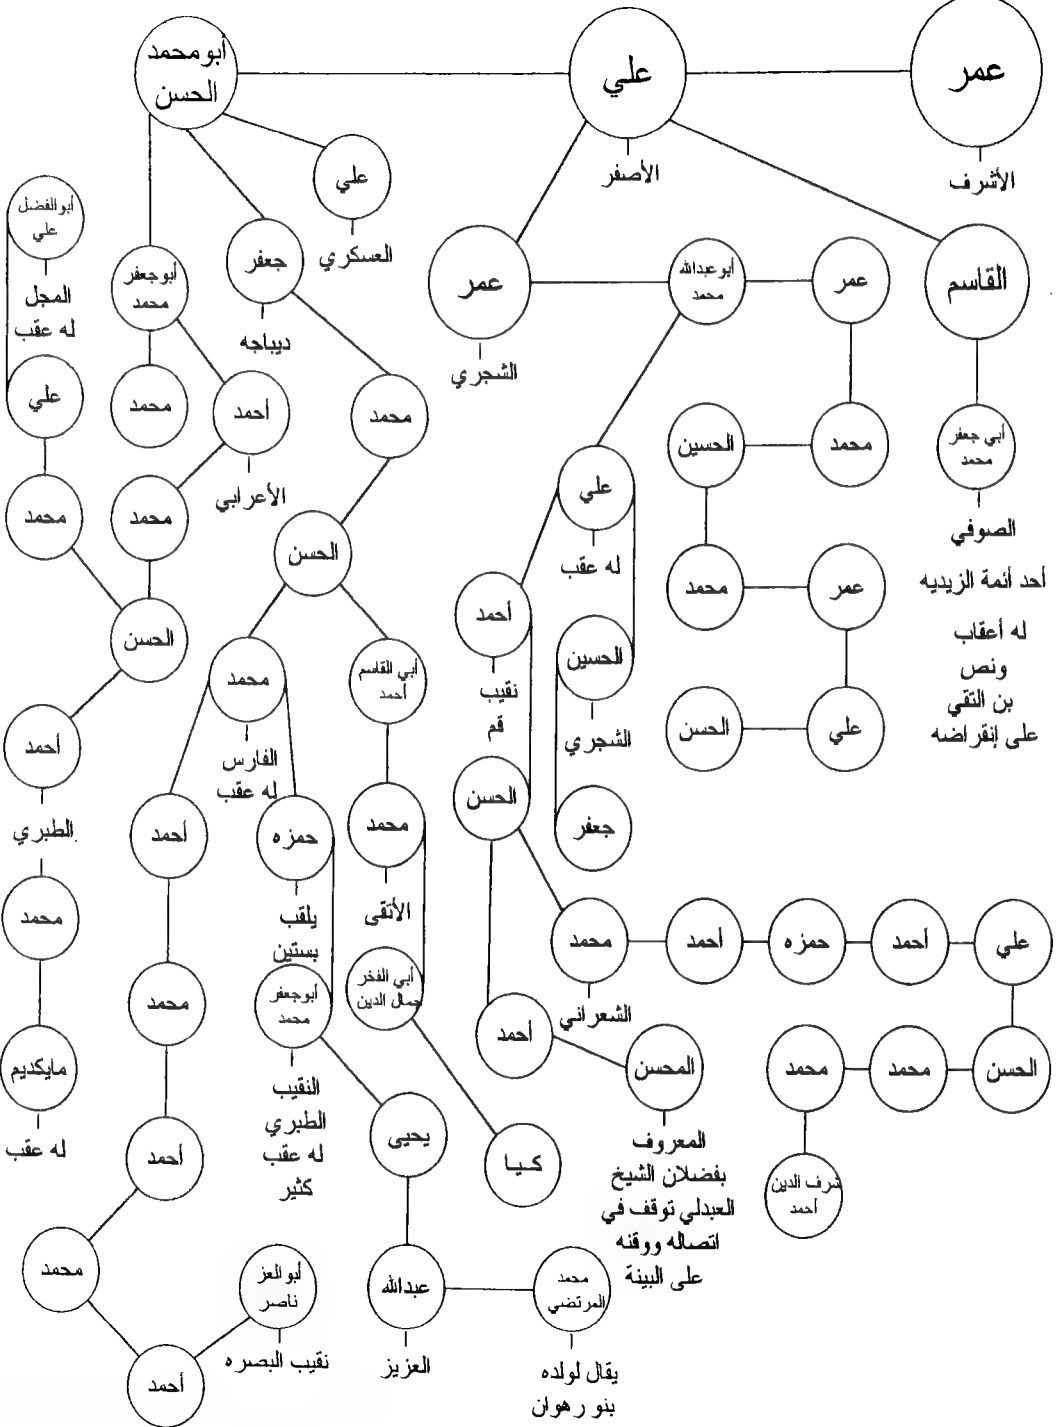 عمر
الأشرف
علي
الأصفر
أبو محمد
الحسن
علي
العسكري
جعفر
ديباجه
أبو جعفر
محمد
أبو الفضل
علي
المجل
له عقب
القاسم
عمر
أبو عبدالله
محمد
عمر
الشجري
علي
محمد
أحمد
الأعرابي
محمد
أبي جعفر
محمد
الصوفي
أحد أئمة الزيديه
له أعقاب
ونص
بن التقي
على إنقراضه
محمد
الحسين
محمد
عمر
علي
الحسن
علي
له عقب
محمد
محمد
الحسن
الحسن
أحمد
نقيب
قم
الحسين
الشجري
جعفر
الحسن
أبي القاسم
أحمد
محمد
الفارس
له عقب
أحمد
الطبري
محمد
مايكديم
له عقب
أحمد
حمزه
يلقب
بستين
محمد
الأتقى
أبي الفخر
جمال الدين
أبو جعفر
محمد
النقيب
الطبري
له عقب
كثير
محمد
أحمد
محمد
أحمد
أبو العز
ناصر
نقيب البصره
يحيى
كيا
عبدالله
العزيز
محمد
المرتضي
يقال لولده
بنو رهوان
علي
أحمد
حمزه
أحمد
محمد
الشعراني
أحمد
المحسن
المعروف
بفضلان الشيخ
العبدلي توقف في
اتصاله ووقنه
على البينة
الحسن
محمد
محمد
شرف الدين
أحمد